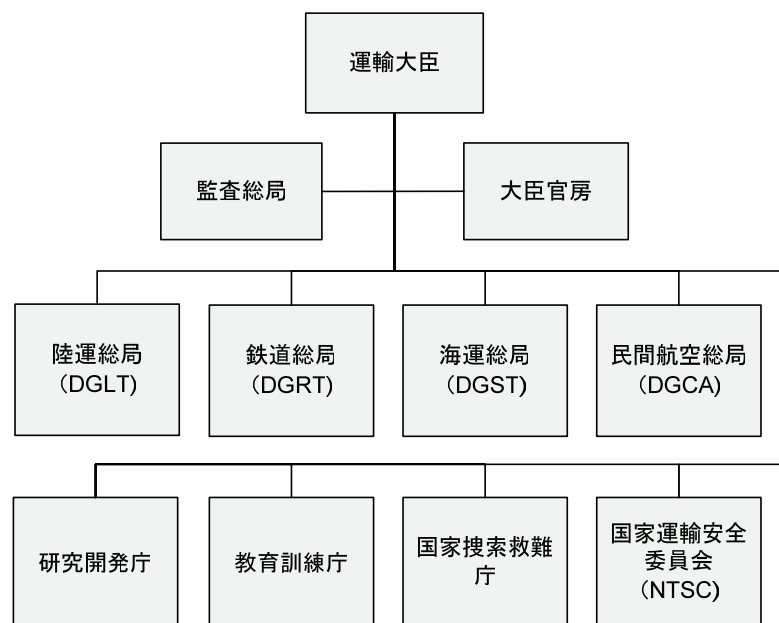 運輸大臣
監査総局
大臣官房
陸運総局
（DGLT)
鉄道総局
（DGRT)
海運総局
（DGST)
民間航空総局
（DGCA)
研究開発庁
教育訓練庁
国家捜索救難
庁
国家運輸安全
委員会
（NTSC)